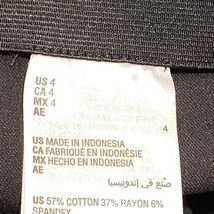 US 4
CA 4
MX 4
AE
4
US MADE IN INDONESIA
CA FABRIQUÉ EN INDONÉSIE
MX HECHO EN INDONESIA
AE
صنع في إندونيسيا
US 57% COTTON 37% RAYON 6%
SPANDEX